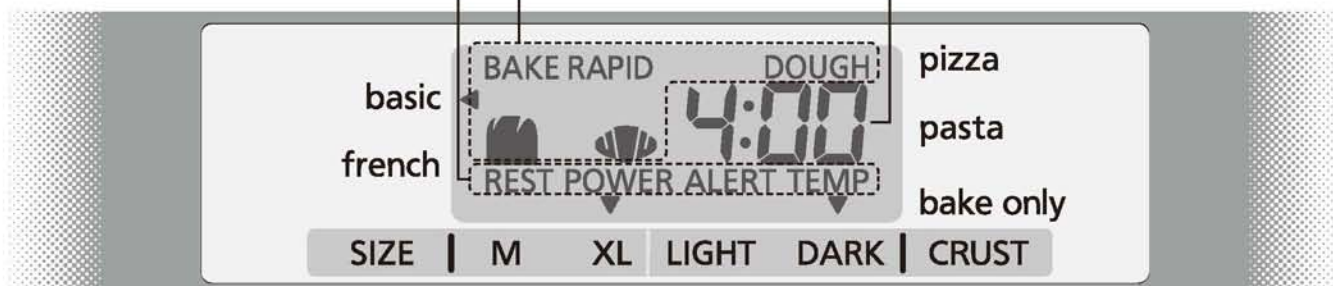 BAKE RAPID DOUGH
pizza
basic
4:00
pasta
french
REST POWER ALERT TEMP
bake only
SIZE M XL LIGHT DARK CRUST